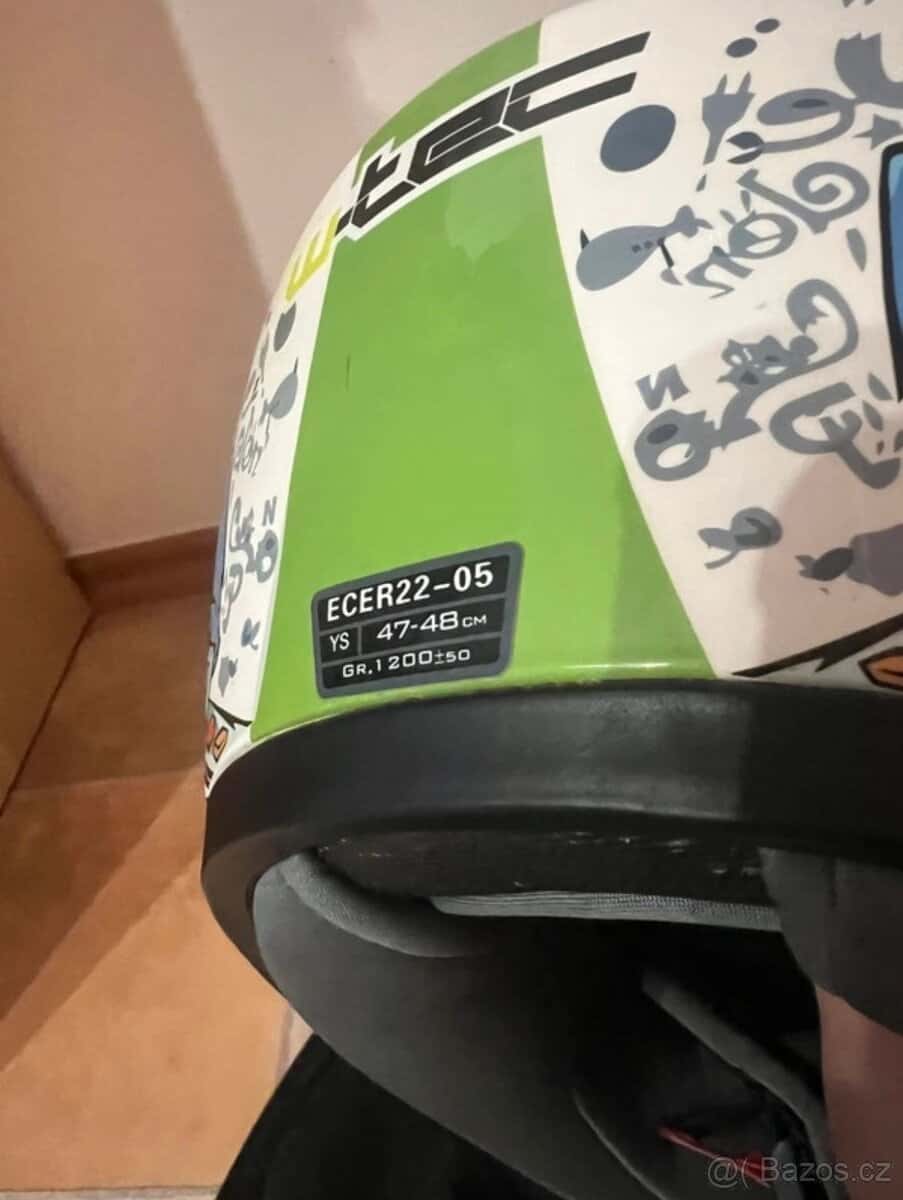 w-tec
ECER22-05
YS 47-48CM
GR.1200±50
@( Bazos.cz